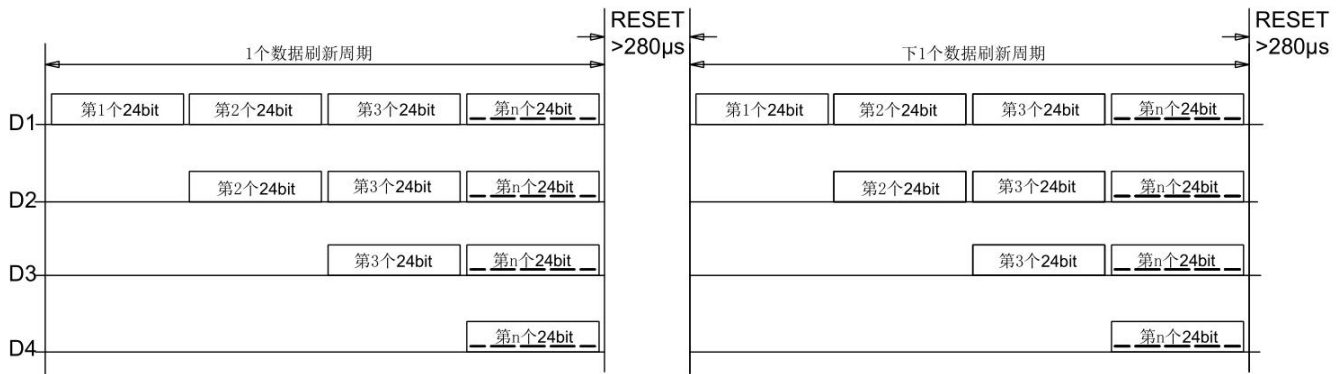 RESET
>280μs
RESET
>280μs
1个数据刷新周期
下1个数据刷新周期
D1
第1个24bit
第2个24bit
第3个24bit
第n个24bit
第1个24bit
第2个24bit
第3个24bit
第n个24bit
D2
第2个24bit
第3个24bit
第n个24bit
第2个24bit
第3个24bit
第n个24bit
D3
第3个24bit
第n个24bit
第3个24bit
第n个24bit
D4
第n个24bit
第n个24bit